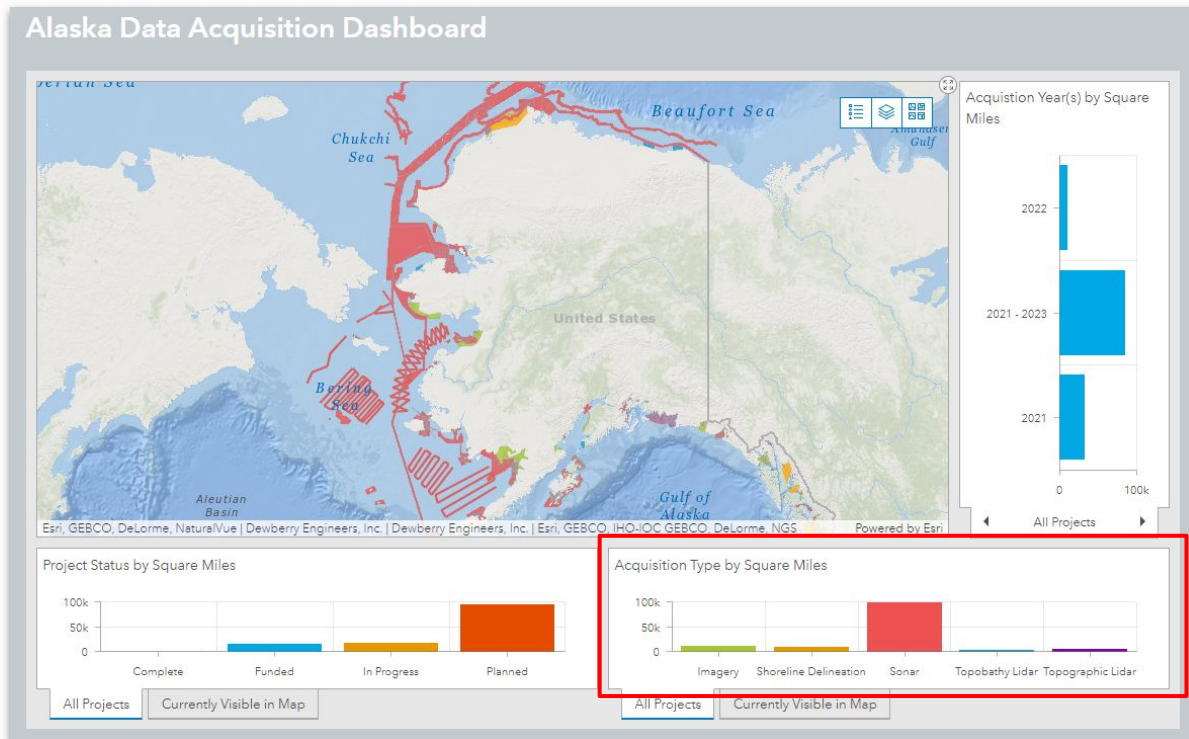 Alaska Data Acquisition Dashboard
Beaufort Sea
Chukchi
Sea
Gulf
United States
Bering
Sea
Aleutian
Basin
Gulf of
Alaska
Esri, GEBCO, DeLorme, NaturalVue | Dewberry Engineers, Inc. | Dewberry Engineers, Inc. | Esri, GEBCO, IHO-IOC GEBCO, DeLorme, NGS
Powered by Esri
Acquistion Year(s) by Square
Miles
2022
2021 - 2023
2021
0 100k
All Projects
Project Status by Square Miles
100k
50k
0
Complete Funded In Progress Planned
All Projects Currently Visible in Map
Acquisition Type by Square Miles
100k
50k
0
Imagery Shoreline Delineation Sonar Topobathy Lidar Topographic Lidar
All Projects Currently Visible in Map